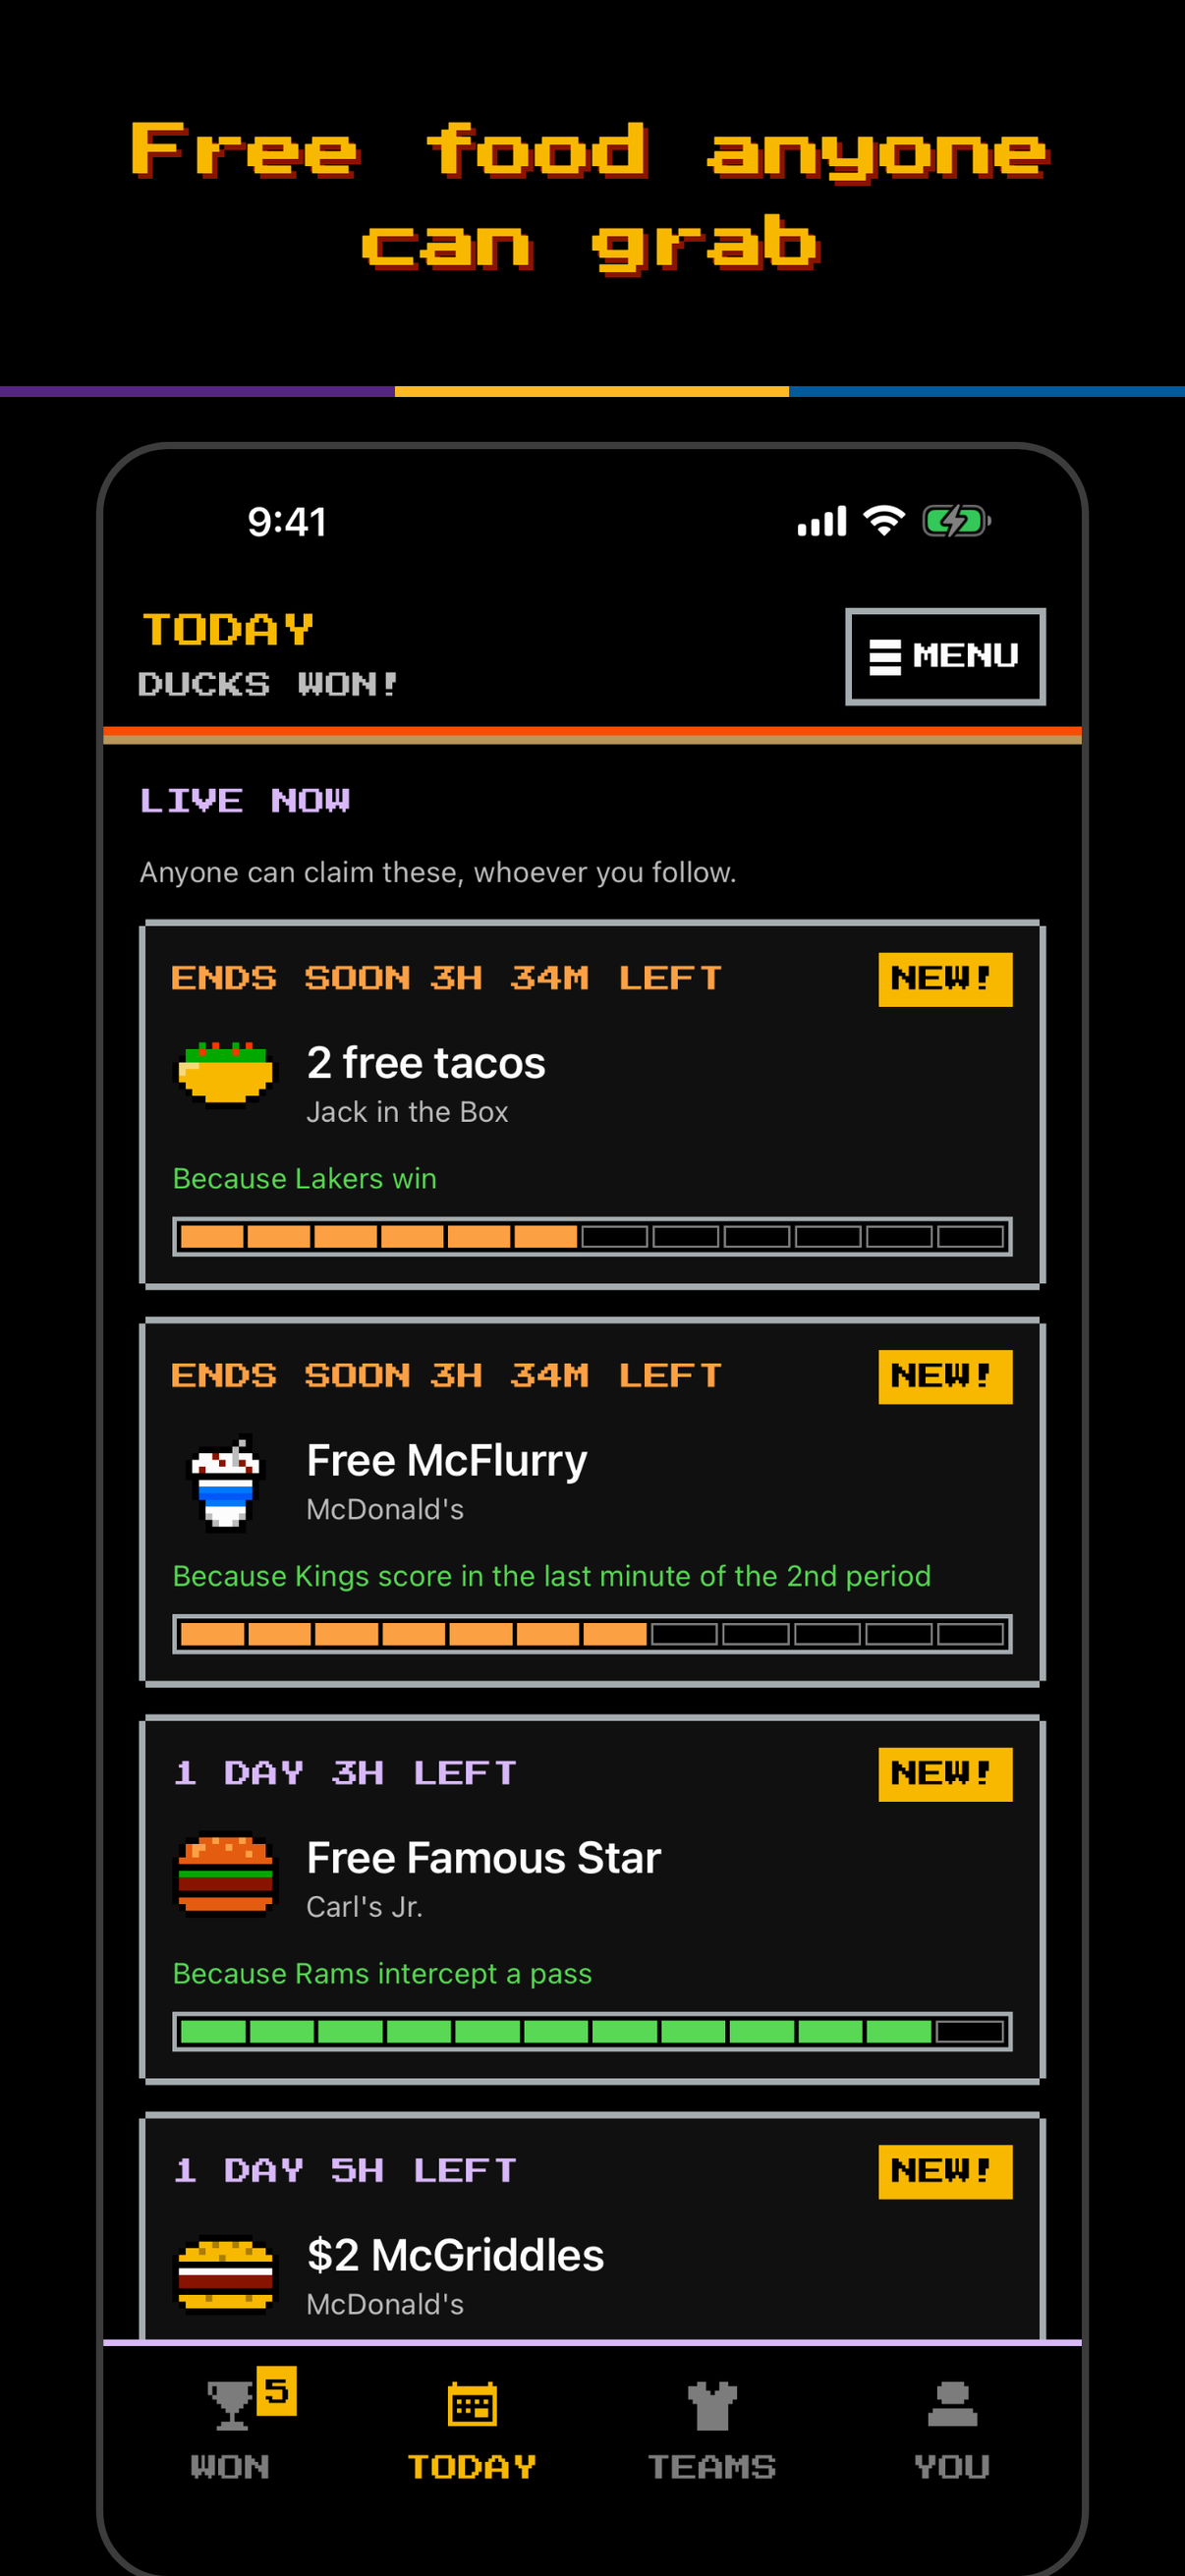 Free food anyone
can grab
9:41
TODAY
MENU
DUCKS WON!
LIVE NOW
Anyone can claim these, whoever you follow.
ENDS SOON 3H 34M LEFT
NEW!
2 free tacos
Jack in the Box
Because Lakers win
ENDS SOON 3H 34M LEFT
NEW!
Free McFlurry
McDonald's
Because Kings score in the last minute of the 2nd period
1 DAY 3H LEFT
NEW!
Free Famous Star
Carl's Jr.
Because Rams intercept a pass
1 DAY 5H LEFT
NEW!
$2 McGriddles
McDonald's
5
WON
TODAY
TEAMS
YOU